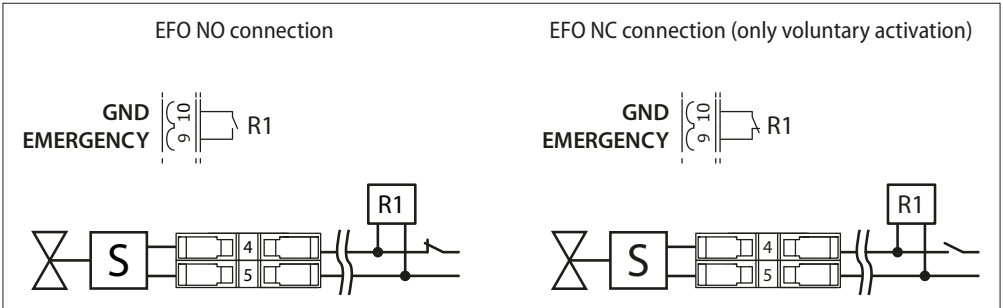 EFO NO connection
GND 10
EMERGENCY 9
R1
R1
S
4
5
EFO NC connection (only voluntary activation)
GND 10
EMERGENCY 9
R1
R1
S
4
5